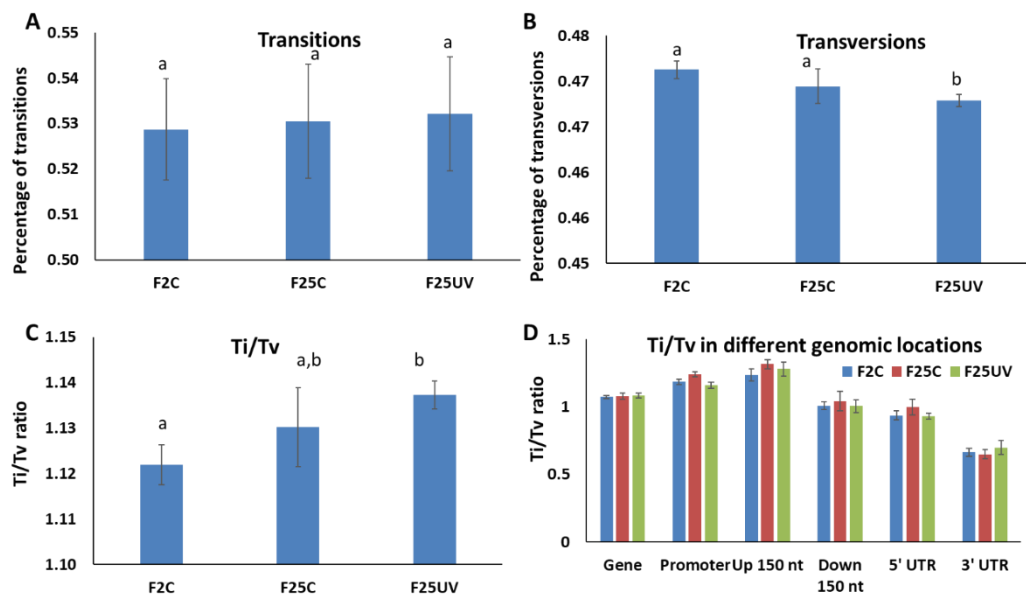 A
Transitions
Percentage of transitions
0.55
0.54
0.53
0.52
0.51
0.50
a
a
a
F2C
F25C
F25UV
B
Transversions
Percentage of transversions
0.48
0.47
0.47
0.46
0.46
0.45
a
a
b
F2C
F25C
F25UV
C
Ti/Tv
Ti/Tv ratio
1.15
1.14
1.13
1.12
1.11
1.10
a
a,b
b
F2C
F25C
F25UV
D
Ti/Tv in different genomic locations
F2C F25C F25UV
Ti/Tv ratio
1.5
1
0.5
0
Gene Promoter Up 150 nt Down 5' UTR 3' UTR
150 nt